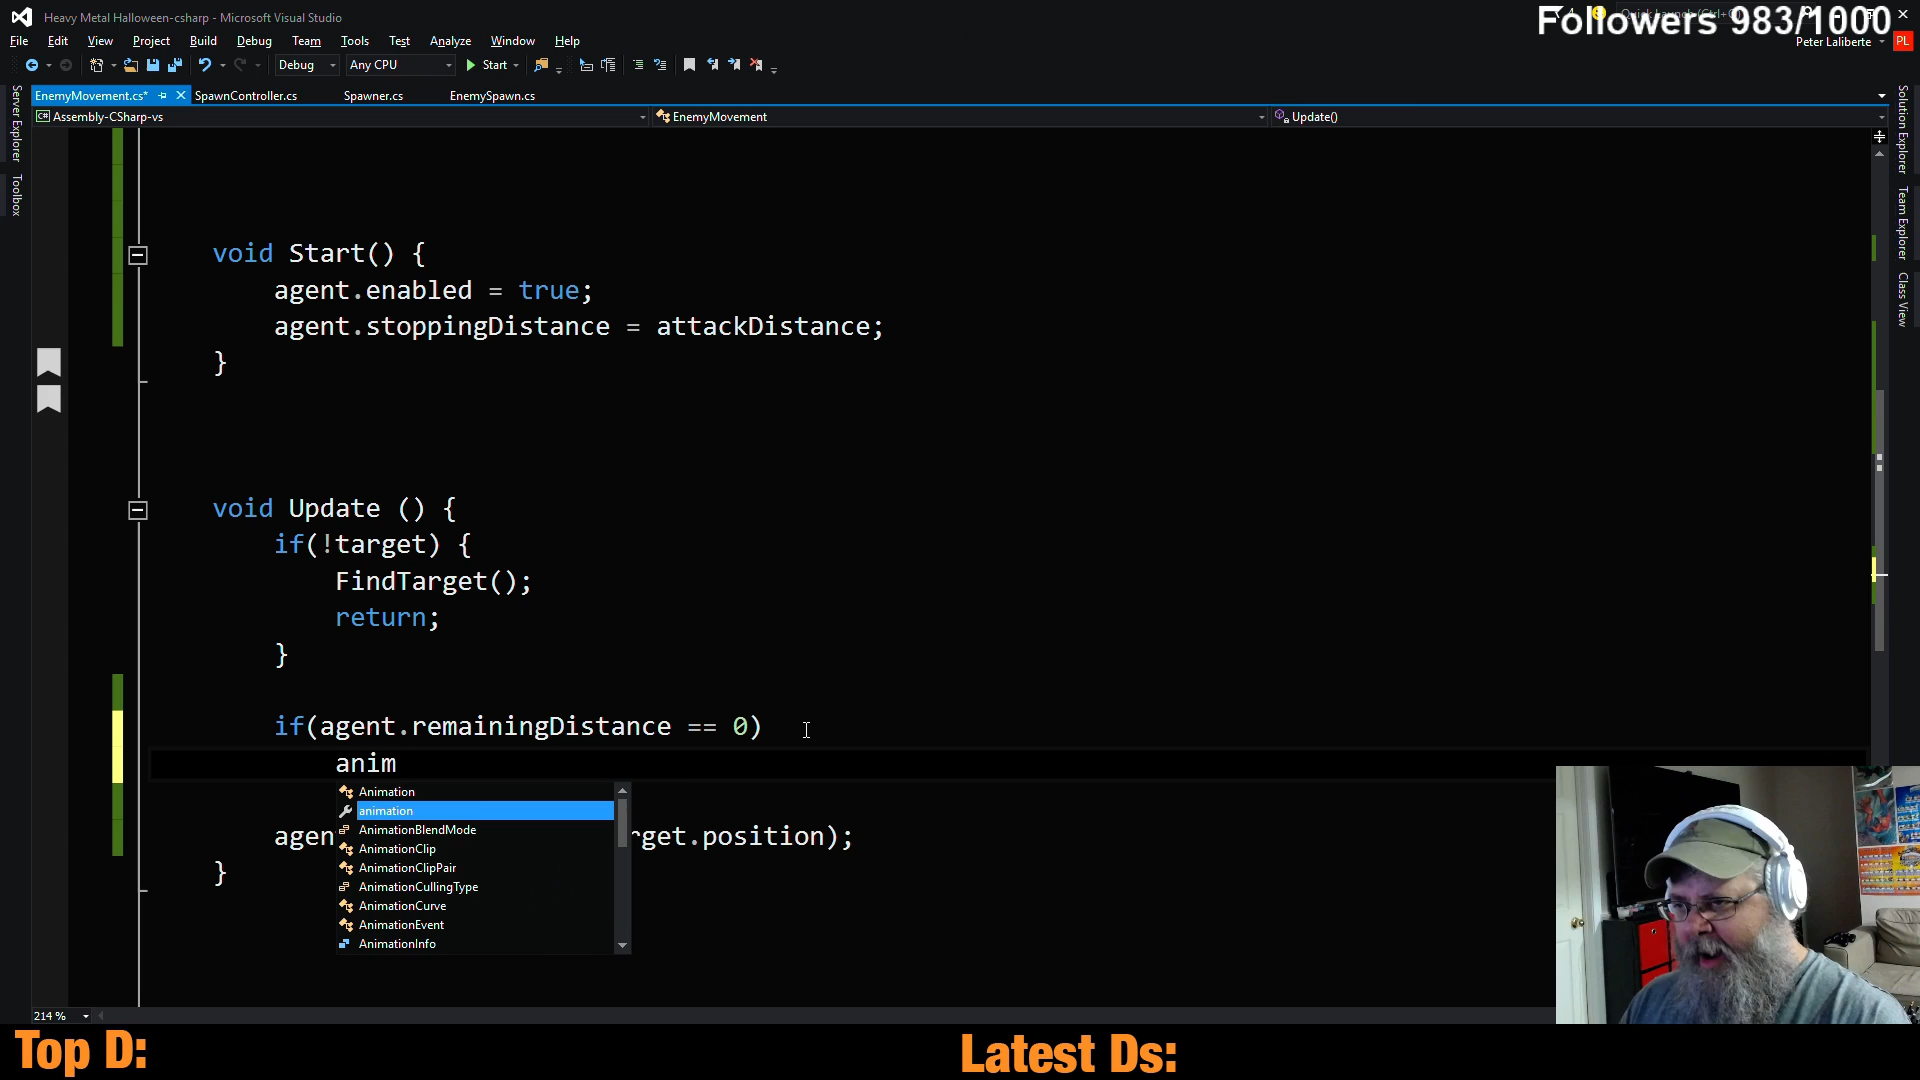 Heavy Metal Halloween-csharp - Microsoft Visual Studio
Followers 983/1000
File Edit View Project Build Debug Team Tools Test Analyze Window Help
Peter Laliberte PL
Debug Any CPU Start
EnemyMovement.cs* SpawnController.cs Spawner.cs EnemySpawn.cs
Assembly-CSharp-vs EnemyMovement Update()
Server Explorer
Toolbox
Solution Explorer
Team Explorer
Class View
void Start() {
agent.enabled = true;
agent.stoppingDistance = attackDistance;
}
void Update () {
if(!target) {
FindTarget();
return;
}
if(agent.remainingDistance == 0)
anim
Animation
animation
AnimationBlendMode
AnimationClip
AnimationClipPair
AnimationCullingType
AnimationCurve
AnimationEvent
AnimationInfo
agen rget.position);
}
214 %
Top D:
Latest Ds: